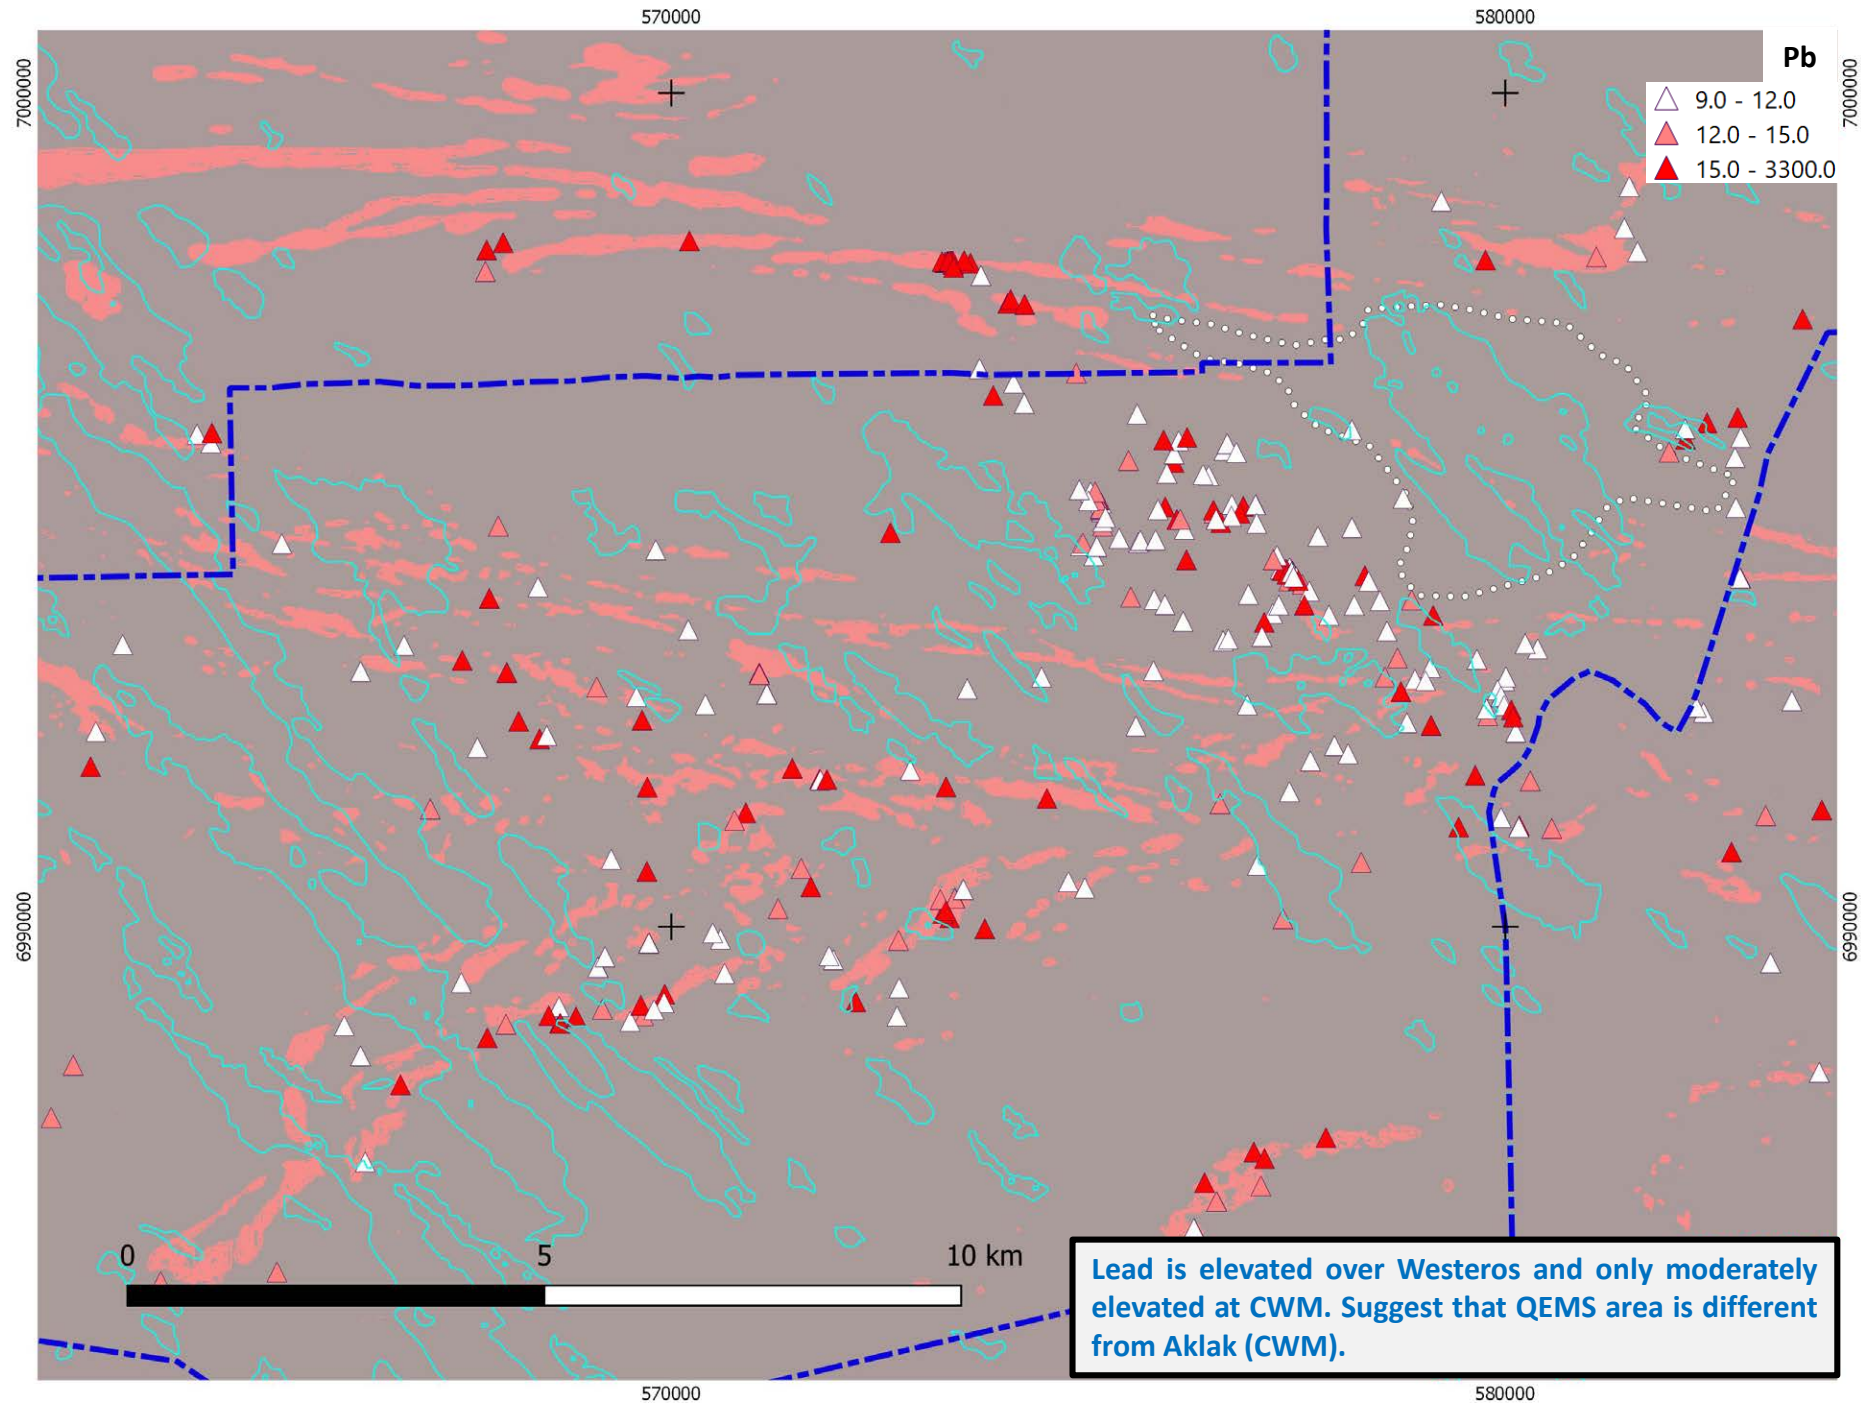 570000
580000
7000000
7000000
Pb
9.0 - 12.0
12.0 - 15.0
15.0 - 3300.0
6990000
6990000
0
5
10 km
Lead is elevated over Westeros and only moderately
elevated at CWM. Suggest that QEMS area is different
from Aklak (CWM).
570000
580000